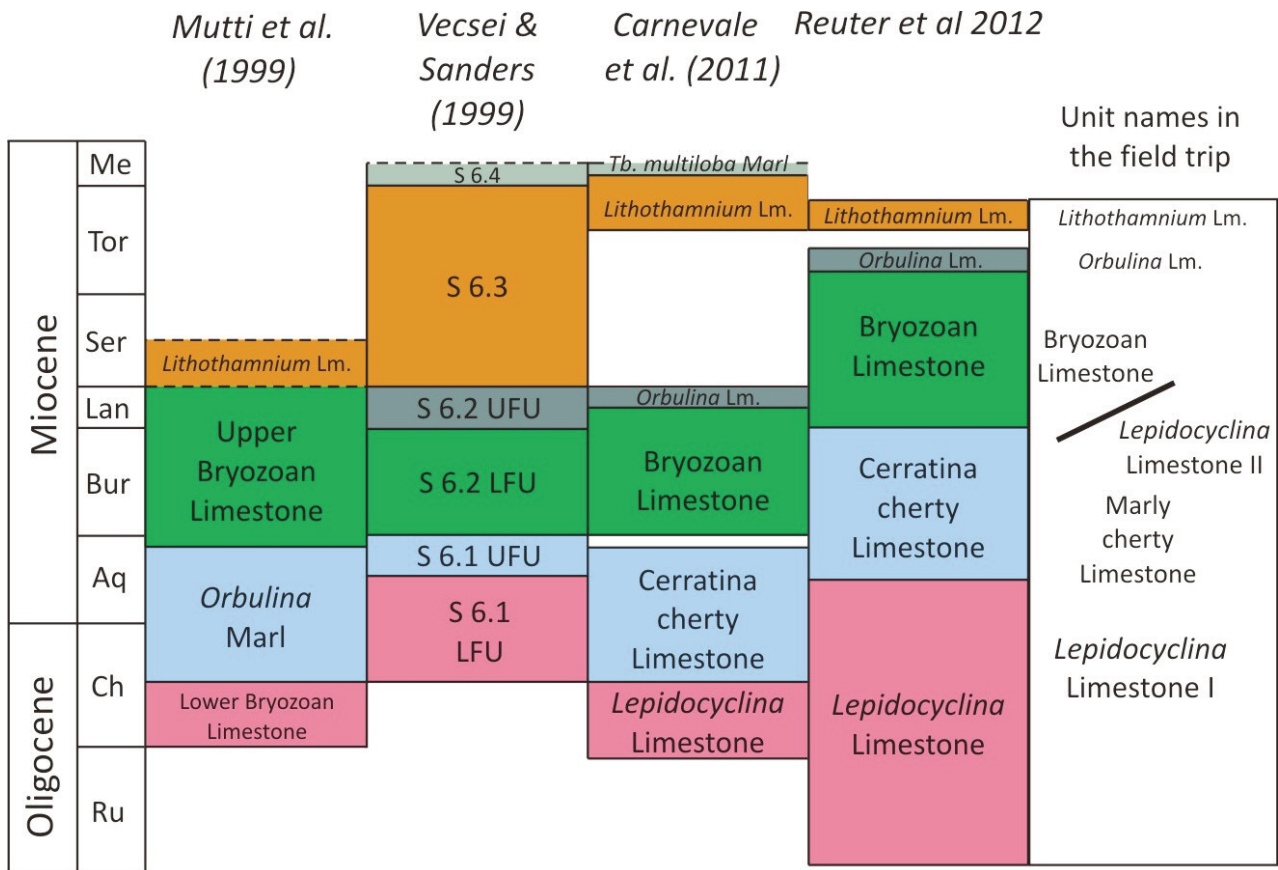 Mutti et al.
(1999)
Vecsei &
Sanders
(1999)
Carnevale
et al. (2011)
Reuter et al 2012
Unit names in
the field trip
Miocene
Oligocene
Me
Tor
Ser
Lan
Bur
Aq
Ch
Ru
Lithothamnium Lm.
Upper
Bryozoan
Limestone
Orbulina
Marl
Lower Bryozoan
Limestone
S 6.4
S 6.3
S 6.2 UFU
S 6.2 LFU
S 6.1 UFU
S 6.1
LFU
Tb. multiloba Marl
Lithothamnium Lm.
Orbulina Lm.
Bryozoan
Limestone
Cerratina
cherty
Limestone
Lepidocyclina
Limestone
Lithothamnium Lm.
Orbulina Lm.
Bryozoan
Limestone
Cerratina
cherty
Limestone
Lepidocyclina
Limestone
Lithothamnium Lm.
Orbulina Lm.
Bryozoan
Limestone
Lepidocyclina
Limestone II
Marly
cherty
Limestone
Lepidocyclina
Limestone I